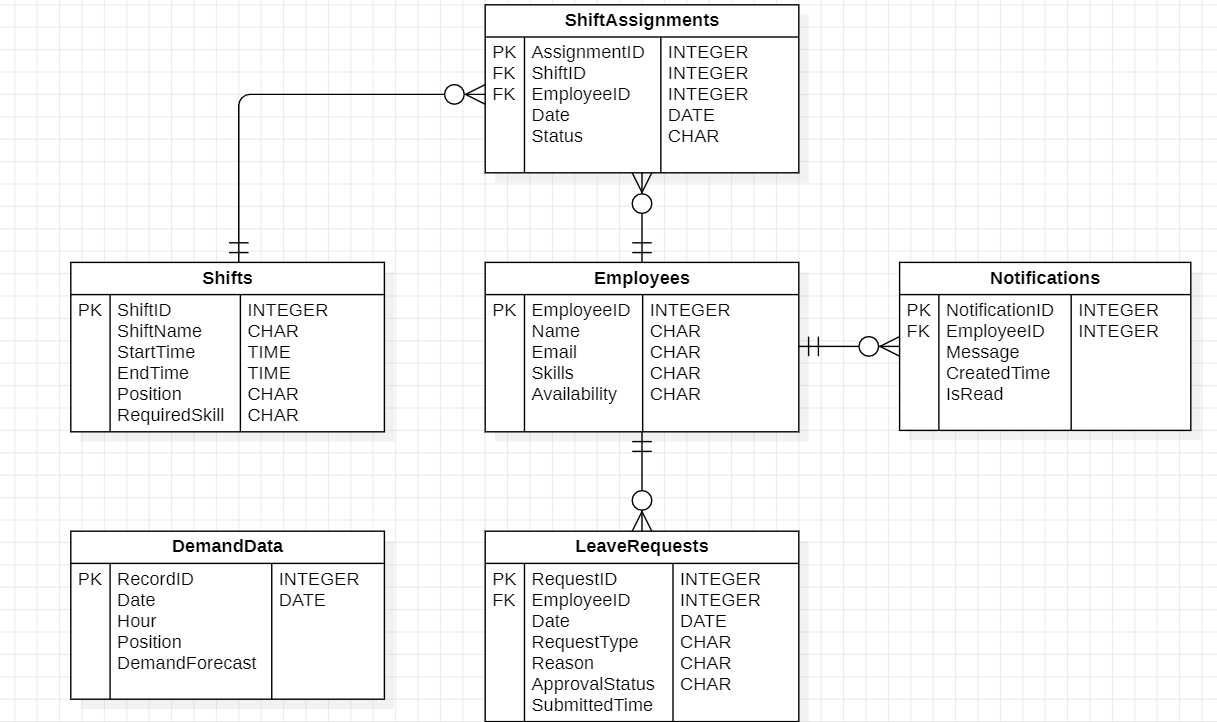 ShiftAssignments
PK AssignmentID INTEGER
FK ShiftID INTEGER
FK EmployeeID INTEGER
Date DATE
Status CHAR
Shifts
PK ShiftID INTEGER
ShiftName CHAR
StartTime TIME
EndTime TIME
Position CHAR
RequiredSkill CHAR
Employees
PK EmployeeID INTEGER
Name CHAR
Email CHAR
Skills CHAR
Availability CHAR
Notifications
PK NotificationID INTEGER
FK EmployeeID INTEGER
Message
CreatedTime
IsRead
DemandData
PK RecordID INTEGER
Date DATE
Hour
Position
DemandForecast
LeaveRequests
PK RequestID INTEGER
FK EmployeeID INTEGER
Date DATE
RequestType CHAR
Reason CHAR
ApprovalStatus CHAR
SubmittedTime